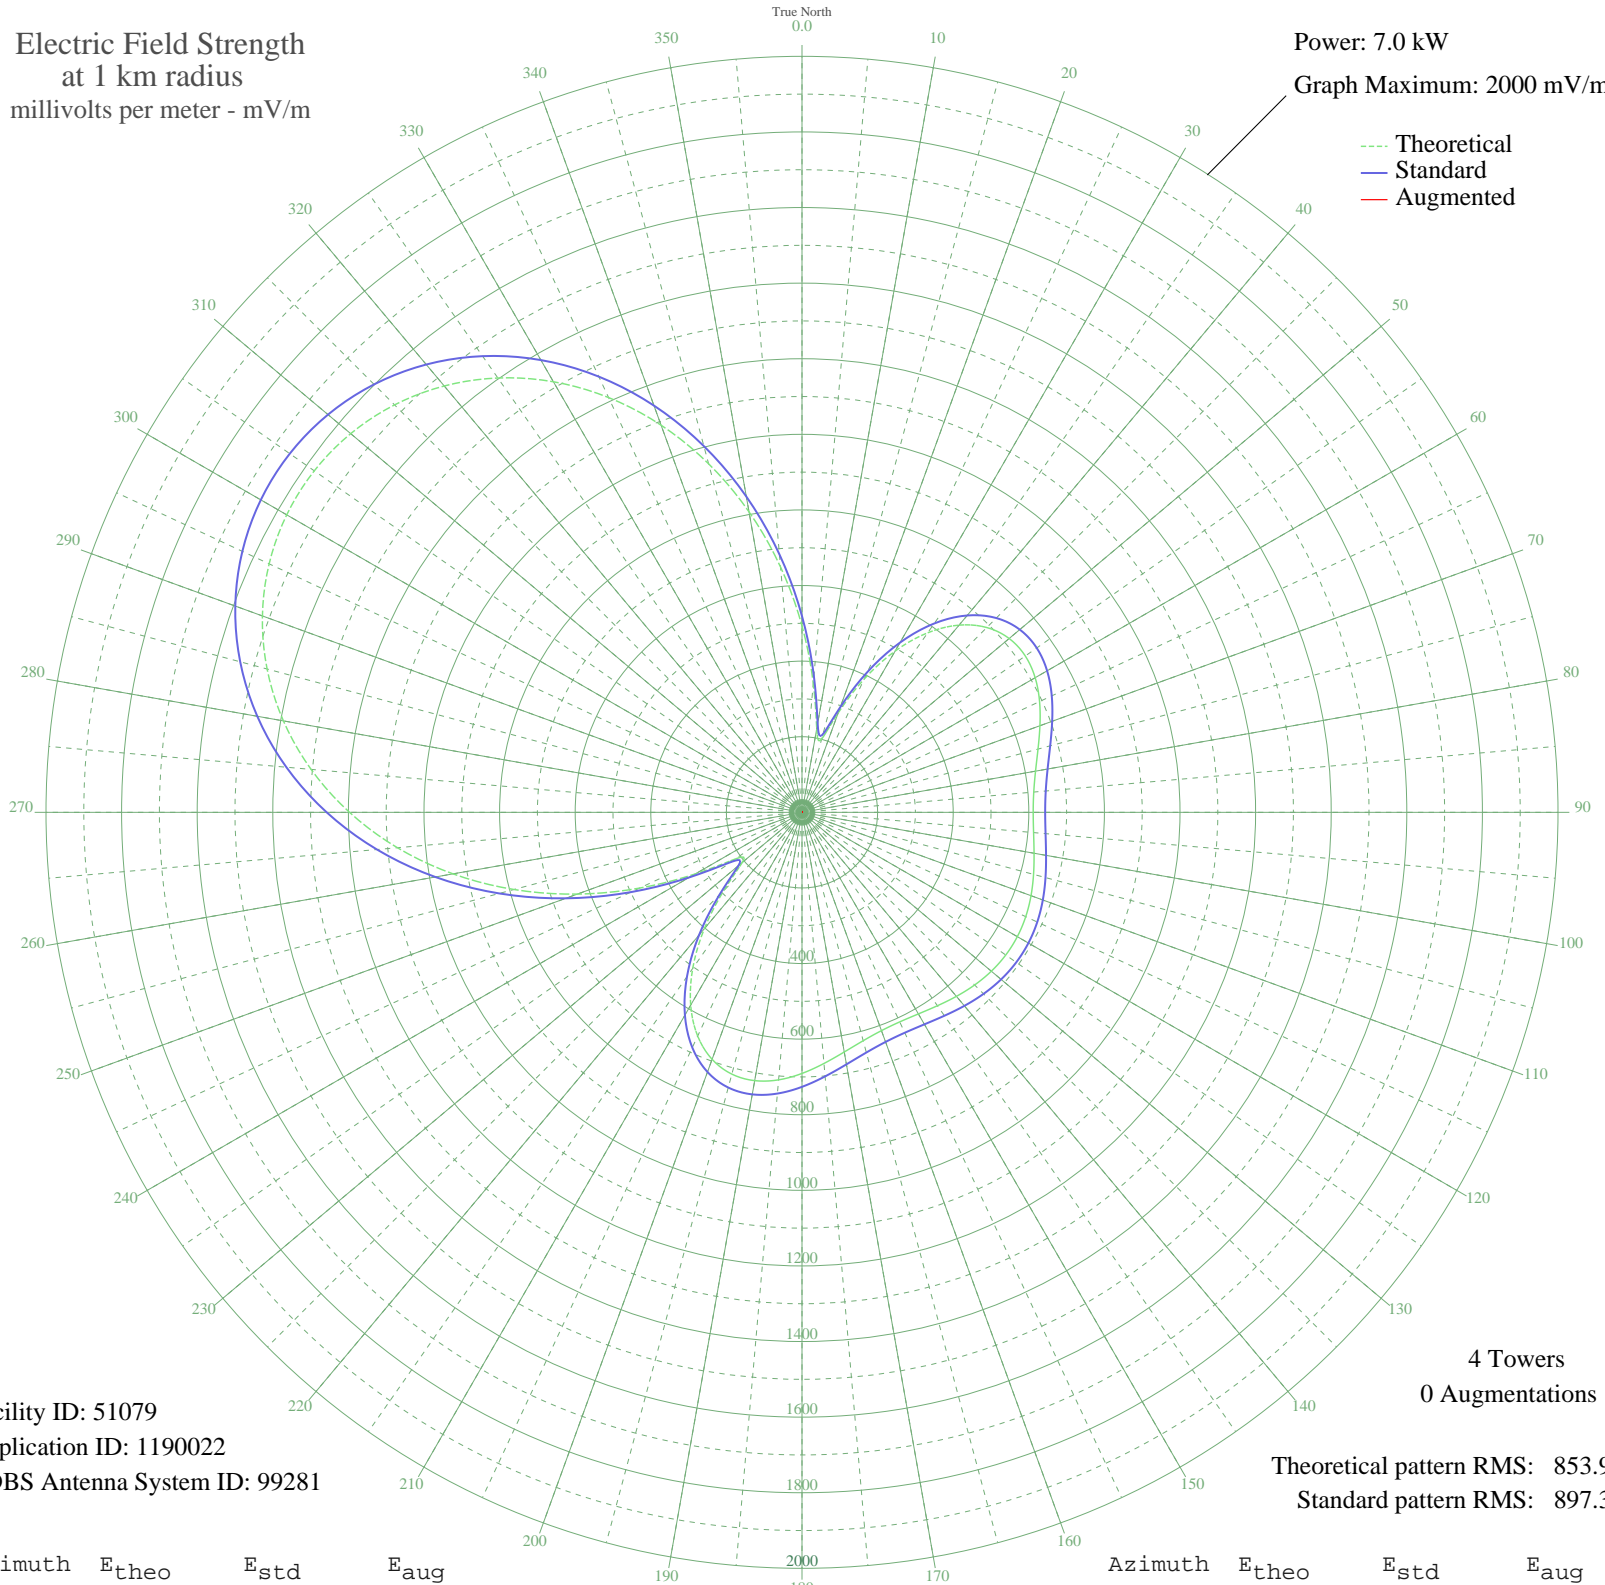 Electric Field Strength
at 1 km radius
millivolts per meter - mV/m
True North
0.0
10
20
30
40
50
60
70
80
90
100
110
120
130
140
150
160
170
190
200
210
220
230
240
250
260
270
280
290
300
310
320
330
340
350
Power: 7.0 kW
Graph Maximum: 2000 mV/m
Theoretical
Standard
Augmented
400
600
800
1000
1200
1400
1600
1800
2000
4 Towers
0 Augmentations
cility ID: 51079
plication ID: 1190022
DBS Antenna System ID: 99281
Theoretical pattern RMS: 853.9
Standard pattern RMS: 897.3
imuth Etheo Estd Eaug
Azimuth Etheo Estd Eaug